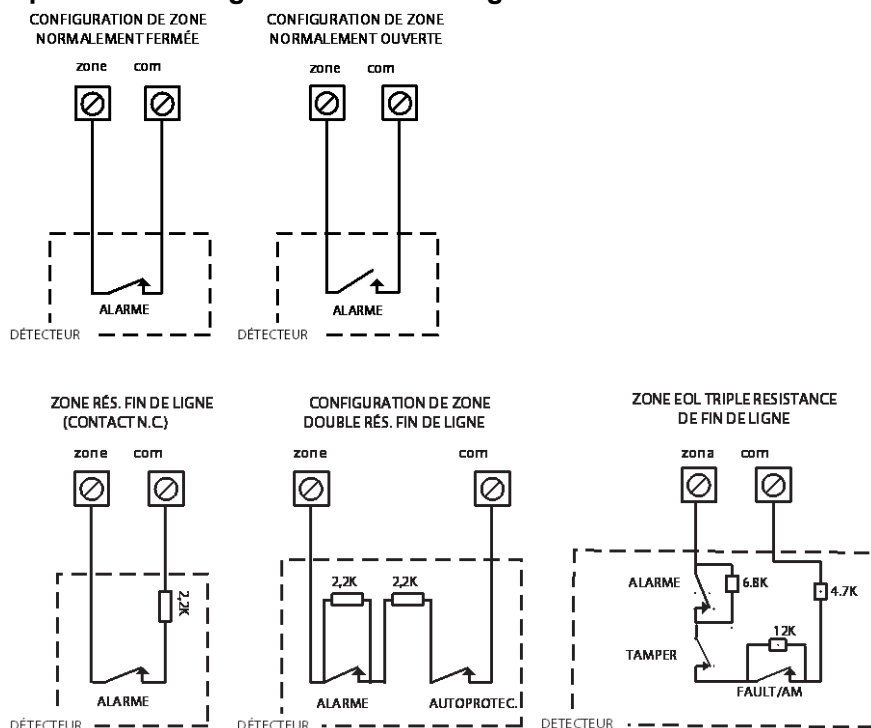 CONFIGURATION DE ZONE
NORMALEMENT FERMÉE
zone com
ALARME
DÉTECTEUR
CONFIGURATION DE ZONE
NORMALEMENT OUVERTE
zone com
ALARME
DÉTECTEUR
ZONE RÉS. FIN DE LIGNE
(CONTACT N.C.)
zone com
2,2K
ALARME
DÉTECTEUR
CONFIGURATION DE ZONE
DOUBLE RÉS. FIN DE LIGNE
zone com
2,2K 2,2K
ALARME AUTOPROTEC.
DÉTECTEUR
ZONE EOL TRIPLE RESISTANCE
DE FIN DE LIGNE
zona com
ALARME 6.8K 4.7K
12K
TAMPER
FAULT/AM
DÉTECTEUR